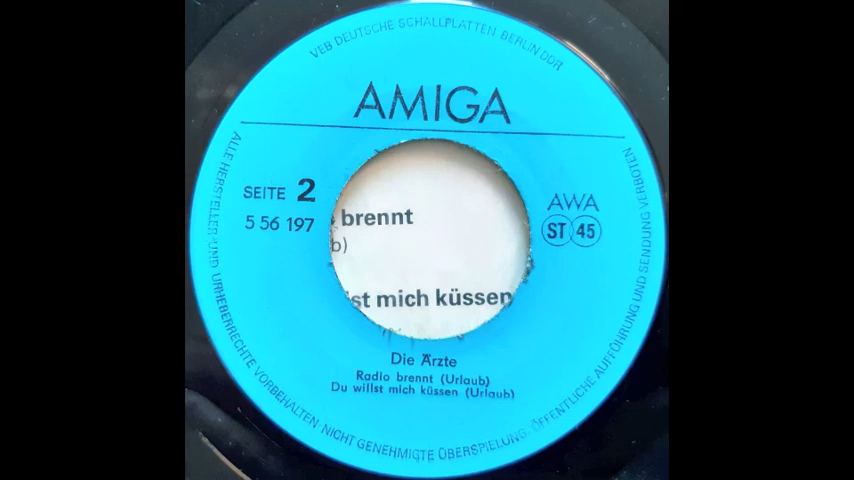 VEB DEUTSCHE SCHALLPLATTEN BERLIN DDR
AMIGA
SEITE 2
5 56 197
AWA
ST 45
brennt
b)
st mich küssen
Die Ärzte
Radio brennt (Urlaub)
Du willst mich küssen (Urlaub)
ALLE HERSTELLER- UND URHEBERRECHTE VORBEHALTEN. NICHT GENEHMIGTE ÜBERSPIELUNG, ÖFFENTLICHE AUFFÜHRUNG UND SENDUNG VERBOTEN